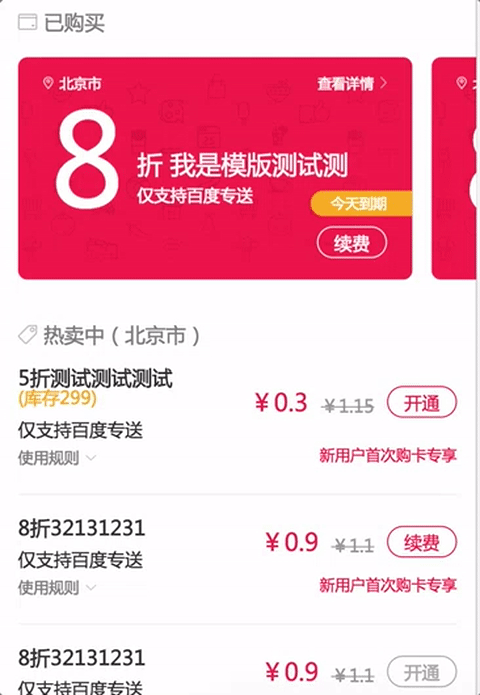 已购买
北京市
查看详情
8
折 我是模版测试测
仅支持百度专送
今天到期
续费
热卖中（北京市）
5折测试测试测试
(库存299)
¥0.3 ¥1.15 开通
仅支持百度专送
使用规则
新用户首次购卡专享
8折32131231
¥0.9 ¥1.1 续费
仅支持百度专送
使用规则
新用户首次购卡专享
8折32131231
¥0.9 ¥1.1 开通
仅支持百度专送